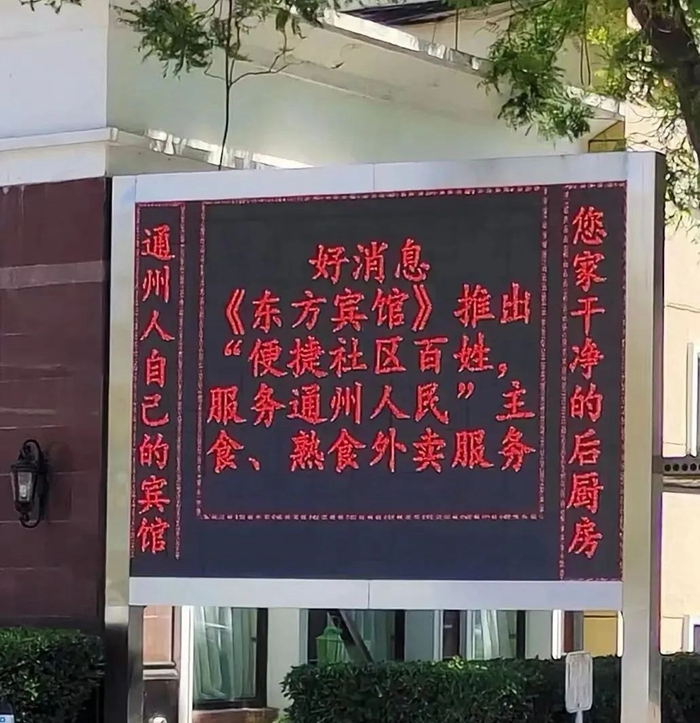 通州人自己的宾馆
好消息
《东方宾馆》推出
“便捷社区百姓,
服务通州人民”主
食、熟食外卖服务
您家干净的后厨房